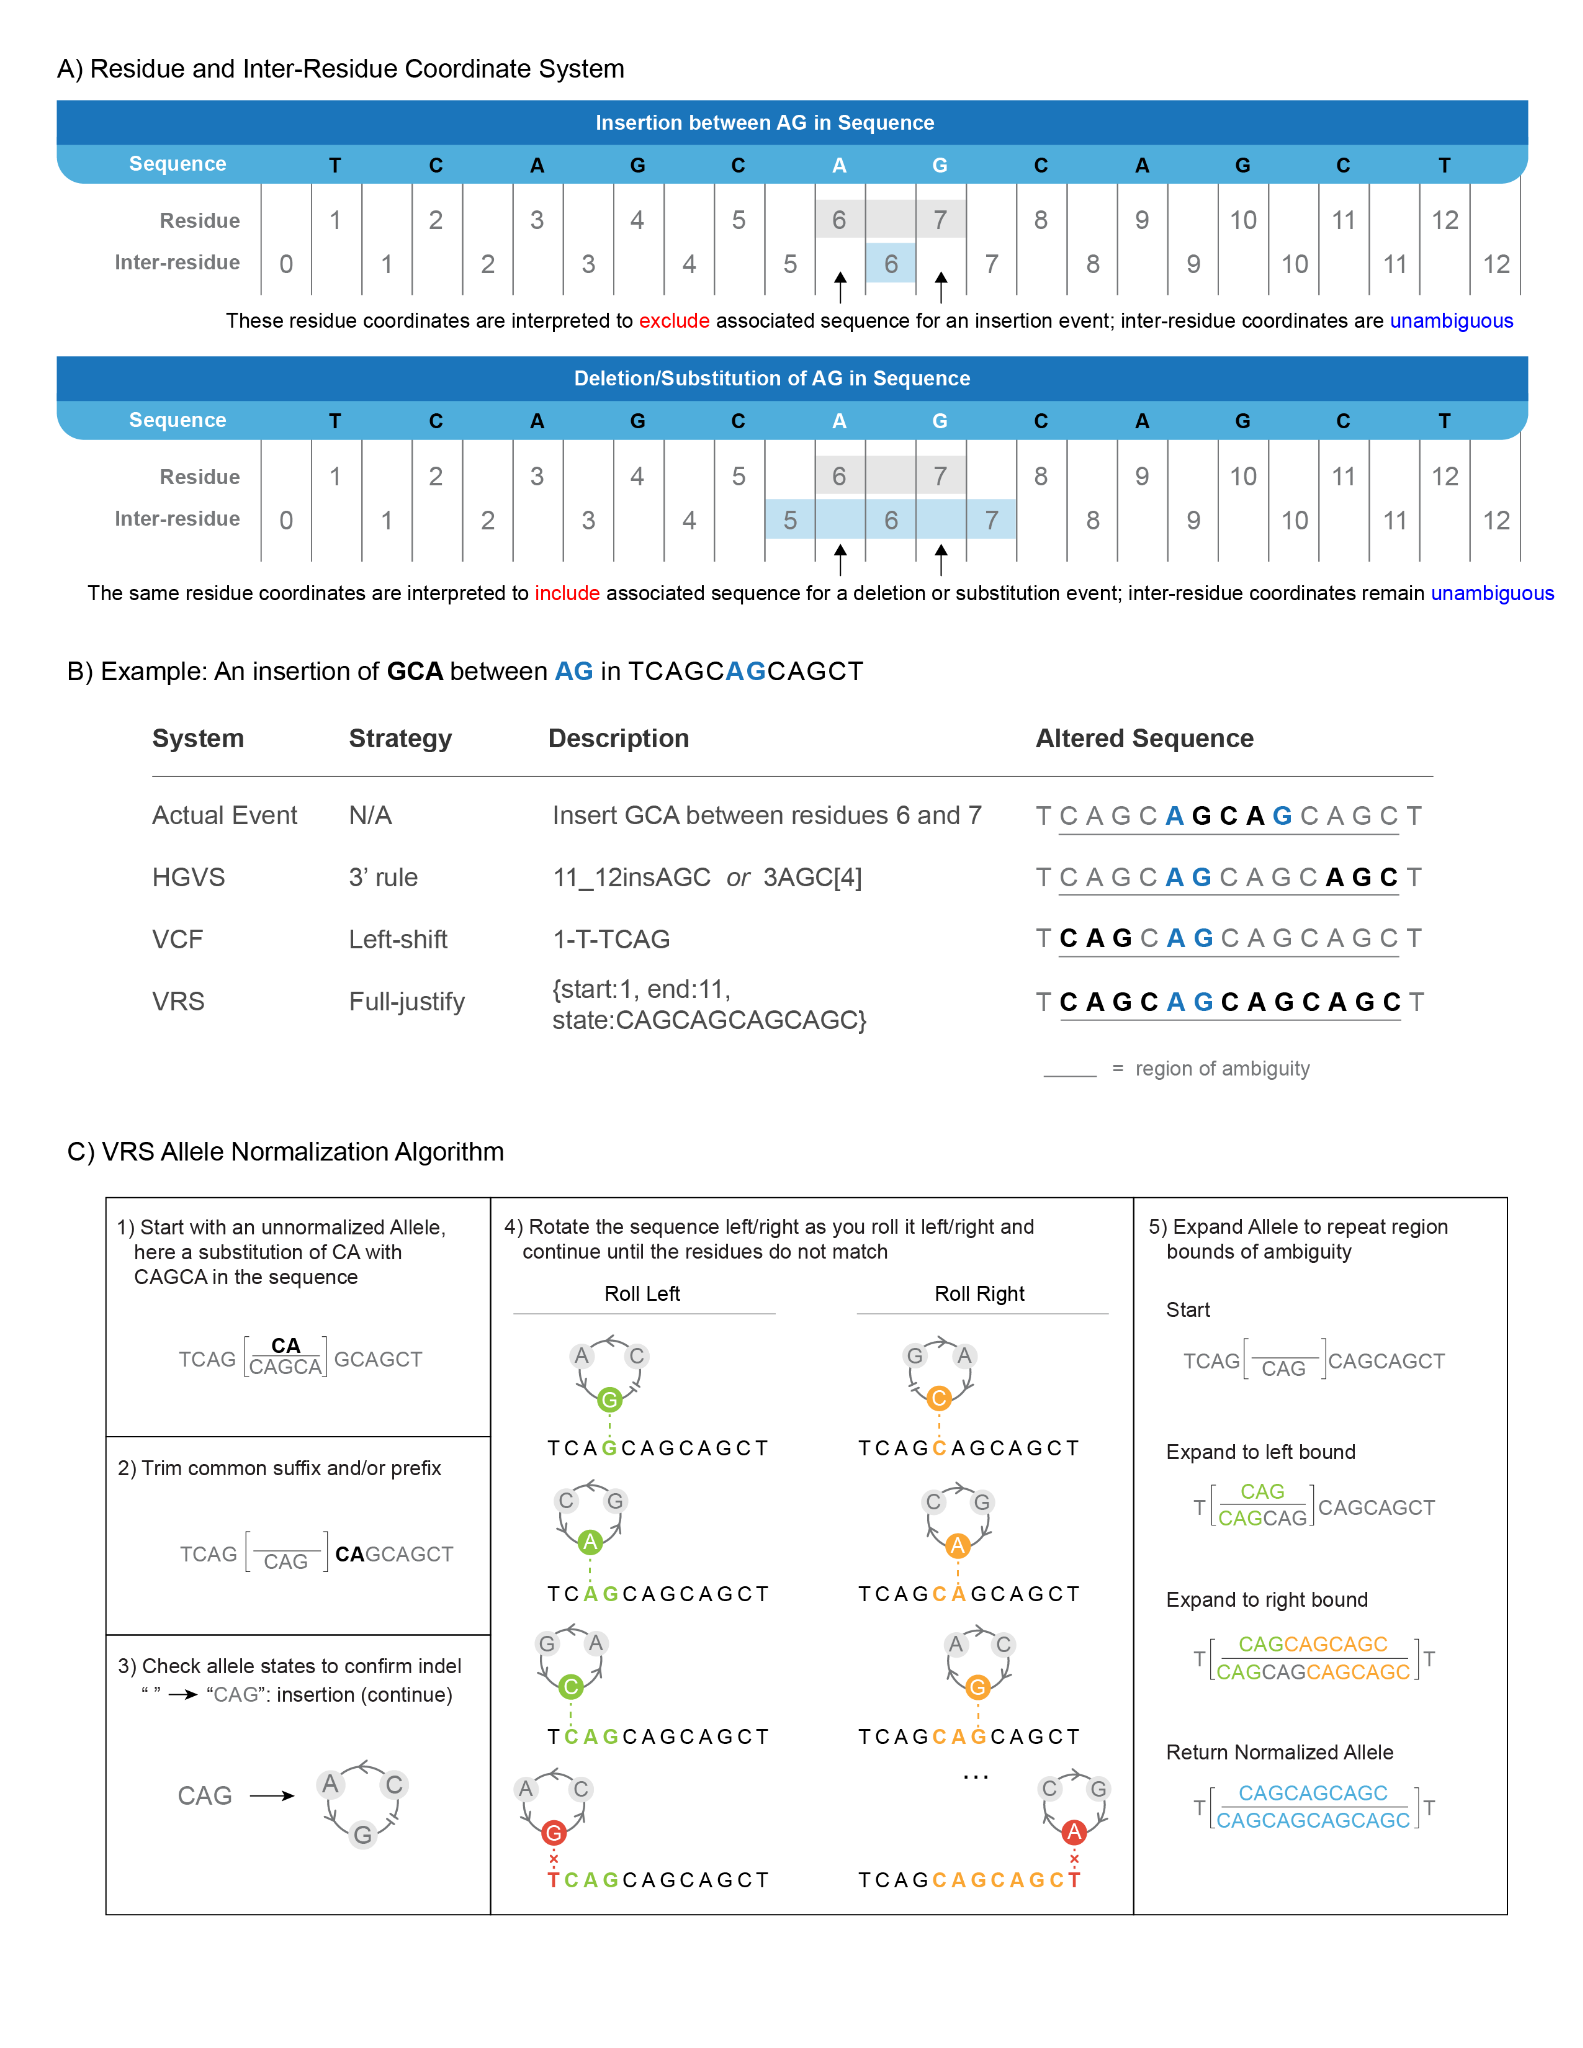 A) Residue and Inter-Residue Coordinate System
Insertion between AG in Sequence
Sequence T C A G C A G C A G C T
Residue 1 2 3 4 5 6 7 8 9 10 11 12
Inter-residue 0 1 2 3 4 5 6 7 8 9 10 11 12
These residue coordinates are interpreted to exclude associated sequence for an insertion event; inter-residue coordinates are unambiguous
Deletion/Substitution of AG in Sequence
Sequence T C A G C A G C A G C T
Residue 1 2 3 4 5 6 7 8 9 10 11 12
Inter-residue 0 1 2 3 4 5 6 7 8 9 10 11 12
The same residue coordinates are interpreted to include associated sequence for a deletion or substitution event; inter-residue coordinates remain unambiguous
B) Example: An insertion of GCA between AG in TCAGCAGCAGCT
System Strategy Description Altered Sequence
Actual Event N/A Insert GCA between residues 6 and 7 T C A G C A G C A G C A G C T
HGVS 3’ rule 11_12insAGC or 3AGC[4] T C A G C A G C A G C A G C T
VCF Left-shift 1-T-TCAG T C A G C A G C A G C A G C T
VRS Full-justify {start:1, end:11,
state:CAGCAGCAGCAGC} T C A G C A G C A G C A G C T
= region of ambiguity
C) VRS Allele Normalization Algorithm
1) Start with an unnormalized Allele,
here a substitution of CA with
CAGCA in the sequence
CA
TCAG [ ] GCAGCT
CAGCA
2) Trim common suffix and/or prefix
TCAG [ ] CAGCAGCT
CAG
3) Check allele states to confirm indel
“ ” → “CAG”: insertion (continue)
CAG → A C
G
4) Rotate the sequence left/right as you roll it left/right and
continue until the residues do not match
Roll Left
A C
G
T C A G C A G C A G C T
C G
A
T C A G C A G C A G C T
G A
C
T C A G C A G C A G C T
A C
G
×
T C A G C A G C A G C T
Roll Right
G A
C
T C A G C A G C A G C T
C G
A
T C A G C A G C A G C T
A C
G
T C A G C A G C A G C T
...
C G
A
×
T C A G C A G C A G C T
5) Expand Allele to repeat region
bounds of ambiguity
Start
TCAG[ ]CAGCAGCT
CAG
Expand to left bound
CAG
T[ ]CAGCAGCT
CAGCAG
Expand to right bound
CAGCAGCAGC
T[ ]T
CAGCAGCAGCAGC
Return Normalized Allele
CAGCAGCAGC
T[ ]T
CAGCAGCAGCAGC